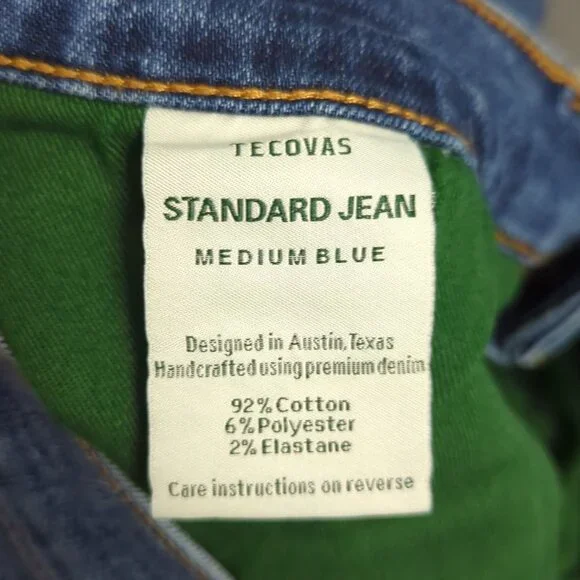 TECOVAS
STANDARD JEAN
MEDIUM BLUE
Designed in Austin, Texas
Handcrafted using premium denim
92% Cotton
6% Polyester
2% Elastane
Care instructions on reverse